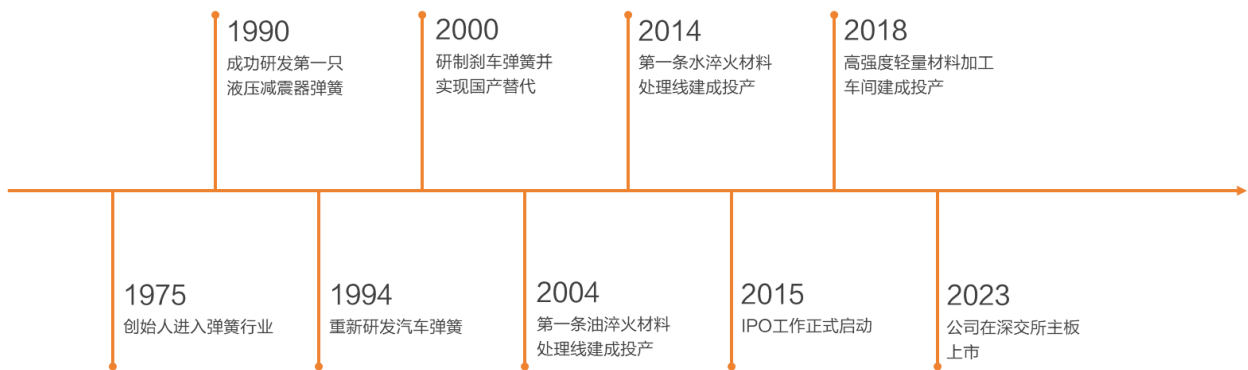 1990
成功研发第一只
液压减震器弹簧
2000
研制刹车弹簧并
实现国产替代
2014
第一条水淬火材料
处理线建成投产
2018
高强度轻量材料加工
车间建成投产
1975
创始人进入弹簧行业
1994
重新研发汽车弹簧
2004
第一条油淬火材料
处理线建成投产
2015
IPO工作正式启动
2023
公司在深交所主板
上市